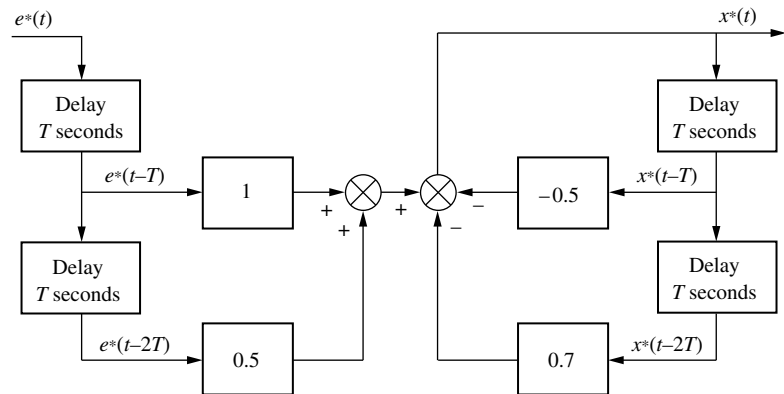 e*(t)
x*(t)
Delay
T seconds
Delay
T seconds
e*(t–T)
1
+
+
+
–
–
–0.5
x*(t–T)
Delay
T seconds
Delay
T seconds
e*(t–2T)
0.5
0.7
x*(t–2T)